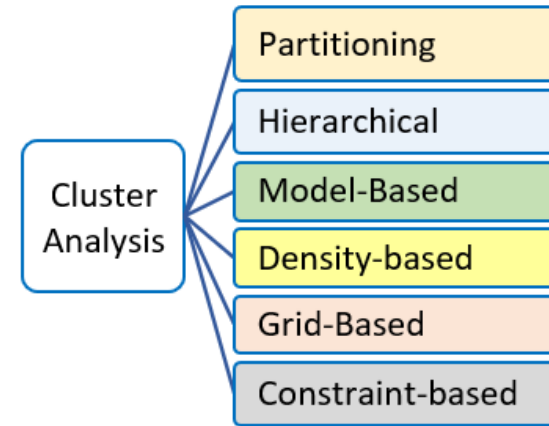 Cluster
Analysis
Partitioning
Hierarchical
Model-Based
Density-based
Grid-Based
Constraint-based